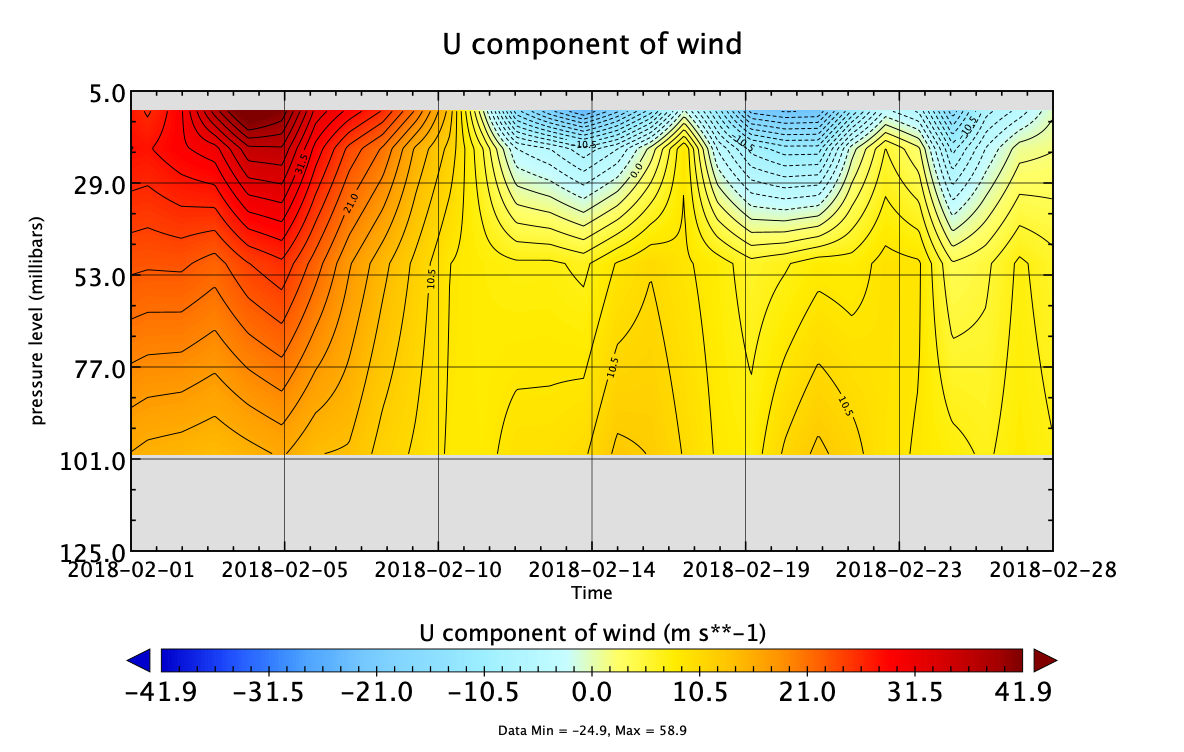 U component of wind
5.0
29.0
53.0
77.0
101.0
125.0
pressure level (millibars)
31.5
21.0
10.5
-10.5
0.0
10.5
-10.5
10.5
-10.5
2018-02-01 2018-02-05 2018-02-10 2018-02-14 2018-02-19 2018-02-23 2018-02-28
Time
U component of wind (m s**-1)
-41.9 -31.5 -21.0 -10.5 0.0 10.5 21.0 31.5 41.9
Data Min = -24.9, Max = 58.9